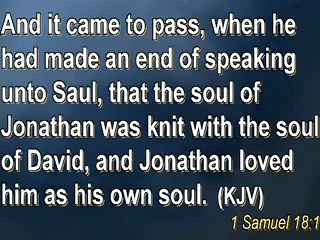 And it came to pass, when he
had made an end of speaking
unto Saul, that the soul of
Jonathan was knit with the soul
of David, and Jonathan loved
him as his own soul. (KJV)
1 Samuel 18:1